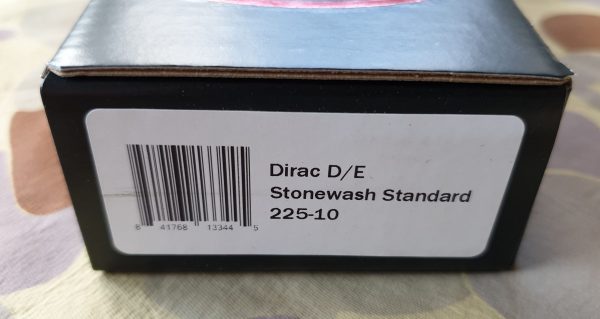 Dirac D/E
Stonewash Standard
225-10
8 41768 13344 5